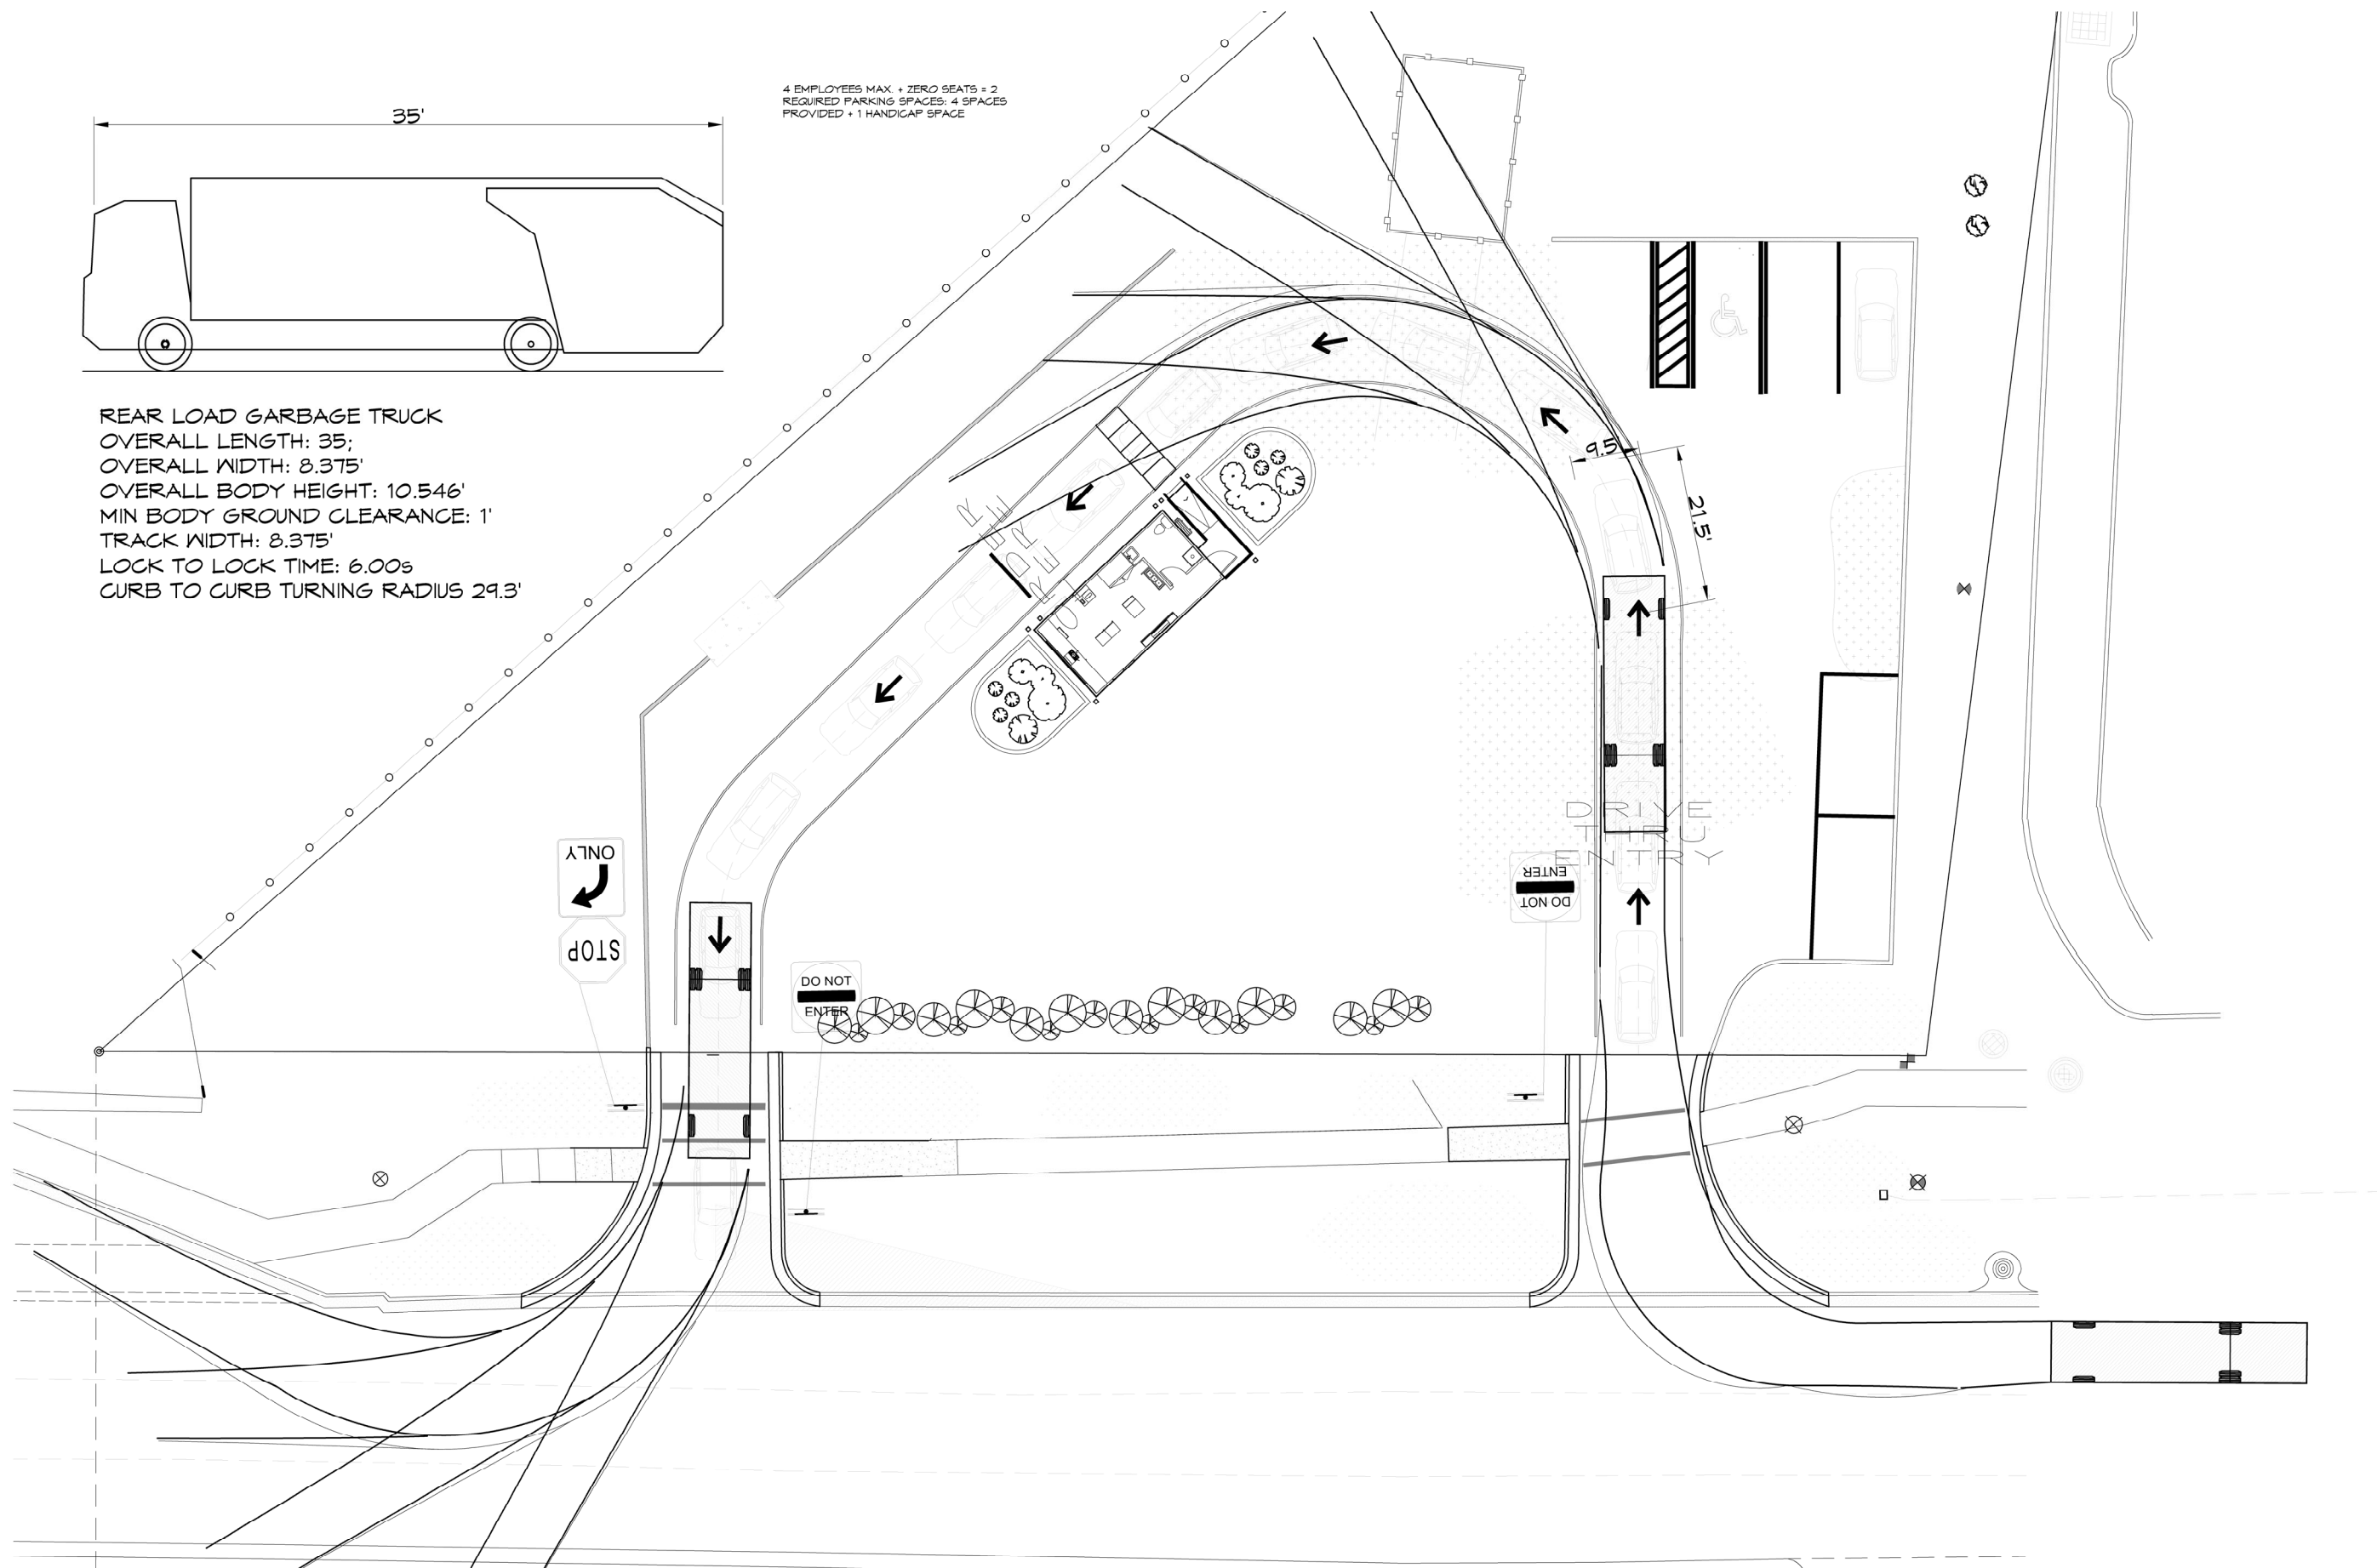 35'
4 EMPLOYEES MAX. + ZERO SEATS = 2
REQUIRED PARKING SPACES: 4 SPACES
PROVIDED + 1 HANDICAP SPACE
REAR LOAD GARBAGE TRUCK
OVERALL LENGTH: 35;
OVERALL WIDTH: 8.375'
OVERALL BODY HEIGHT: 10.546'
MIN BODY GROUND CLEARANCE: 1'
TRACK WIDTH: 8.375'
LOCK TO LOCK TIME: 6.00s
CURB TO CURB TURNING RADIUS 29.3'
9.5'
21.5'
DRIVE
THRU
ENTRY
ONLY
STOP
DO NOT
ENTER
DO NOT
ENTER